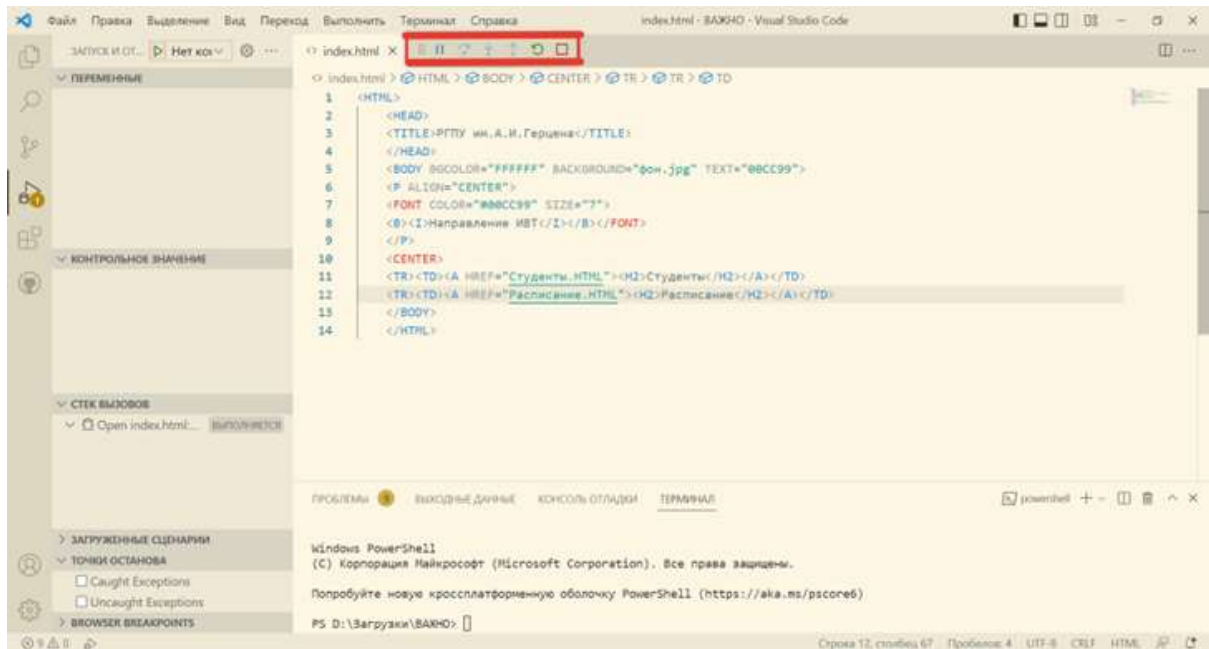 Файл Правка Выделение Вид Переход Выполнить Терминал Справка index.html - ВАЖНО - Visual Studio Code
ЗАПУСК И ОТ... Нет кон
index.html
index.html > HTML > BODY > CENTER > TR > TR > TD
ПЕРЕМЕННЫЕ
1 <HTML>
2 <HEAD>
3 <TITLE>РГПУ им.А.И.Герцена</TITLE>
4 </HEAD>
5 <BODY BGCOLOR="FFFFFF" BACKGROUND="фон.jpg" TEXT="00CC99">
6 <P ALIGN="CENTER">
7 <FONT COLOR="#00CC99" SIZE="7">
8 <B><I>Направление ИВТ</I></B></FONT>
9 </P>
10 <CENTER>
11 <TR><TD><A HREF="Студенты.HTML"><H2>Студенты</H2></A></TD>
12 <TR><TD><A HREF="Расписание.HTML"><H2>Расписание</H2></A></TD>
13 </BODY>
14 </HTML>
КОНТРОЛЬНОЕ ЗНАЧЕНИЕ
СТЕК ВЫЗОВОВ
Open index.html:... ВЫПОЛНЯЕТСЯ
ЗАГРУЖЕННЫЕ СЦЕНАРИИ
ТОЧКИ ОСТАНОВА
Caught Exceptions
Uncaught Exceptions
BROWSER BREAKPOINTS
ПРОБЛЕМЫ 9 ВЫХОДНЫЕ ДАННЫЕ КОНСОЛЬ ОТЛАДКИ ТЕРМИНАЛ powershell
Windows PowerShell
(C) Корпорация Майкрософт (Microsoft Corporation). Все права защищены.
Попробуйте новую кроссплатформенную оболочку PowerShell (https://aka.ms/pscore6)
PS D:\Загрузки\ВАЖНО>
9 0 Строка 12, столбец 67 Пробелов: 4 UTF-8 CRLF HTML